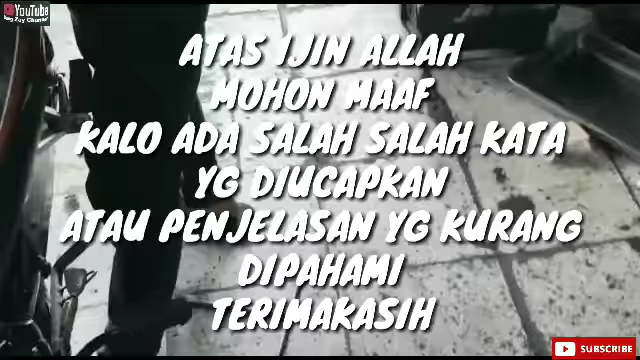 YouTube
ATAS IJIN ALLAH
MOHON MAAF
KALO ADA SALAH SALAH KATA
YG DIUCAPKAN
ATAU PENJELASAN YG KURANG
DIPAHAMI
TERIMAKASIH
SUBSCRIBE